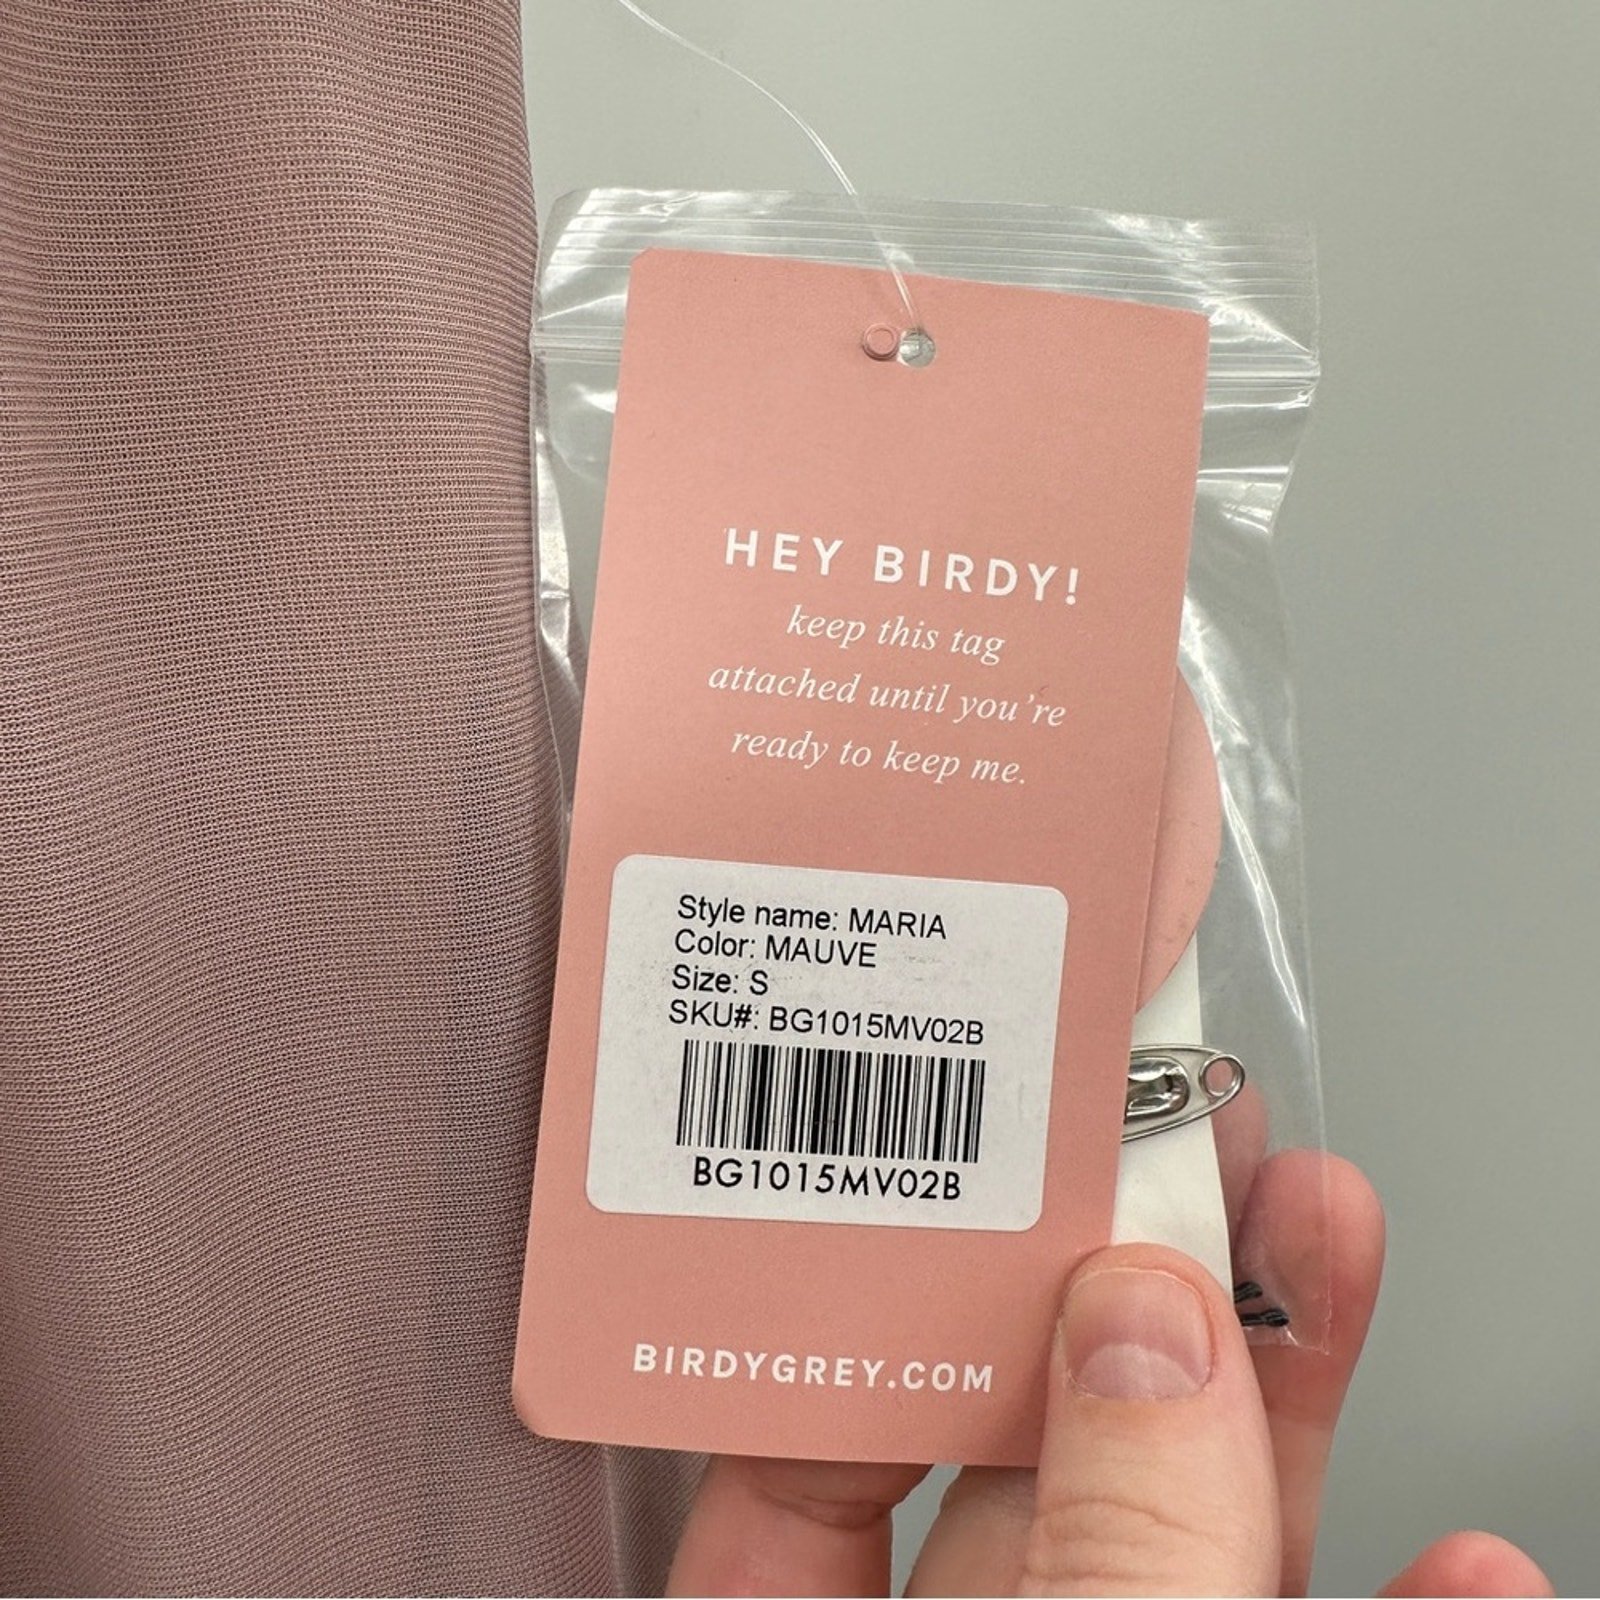 HEY BIRDY!
keep this tag
attached until you're
ready to keep me.
Style name: MARIA
Color: MAUVE
Size: S
SKU#: BG1015MV02B
BG1015MV02B
BIRDYGREY.COM